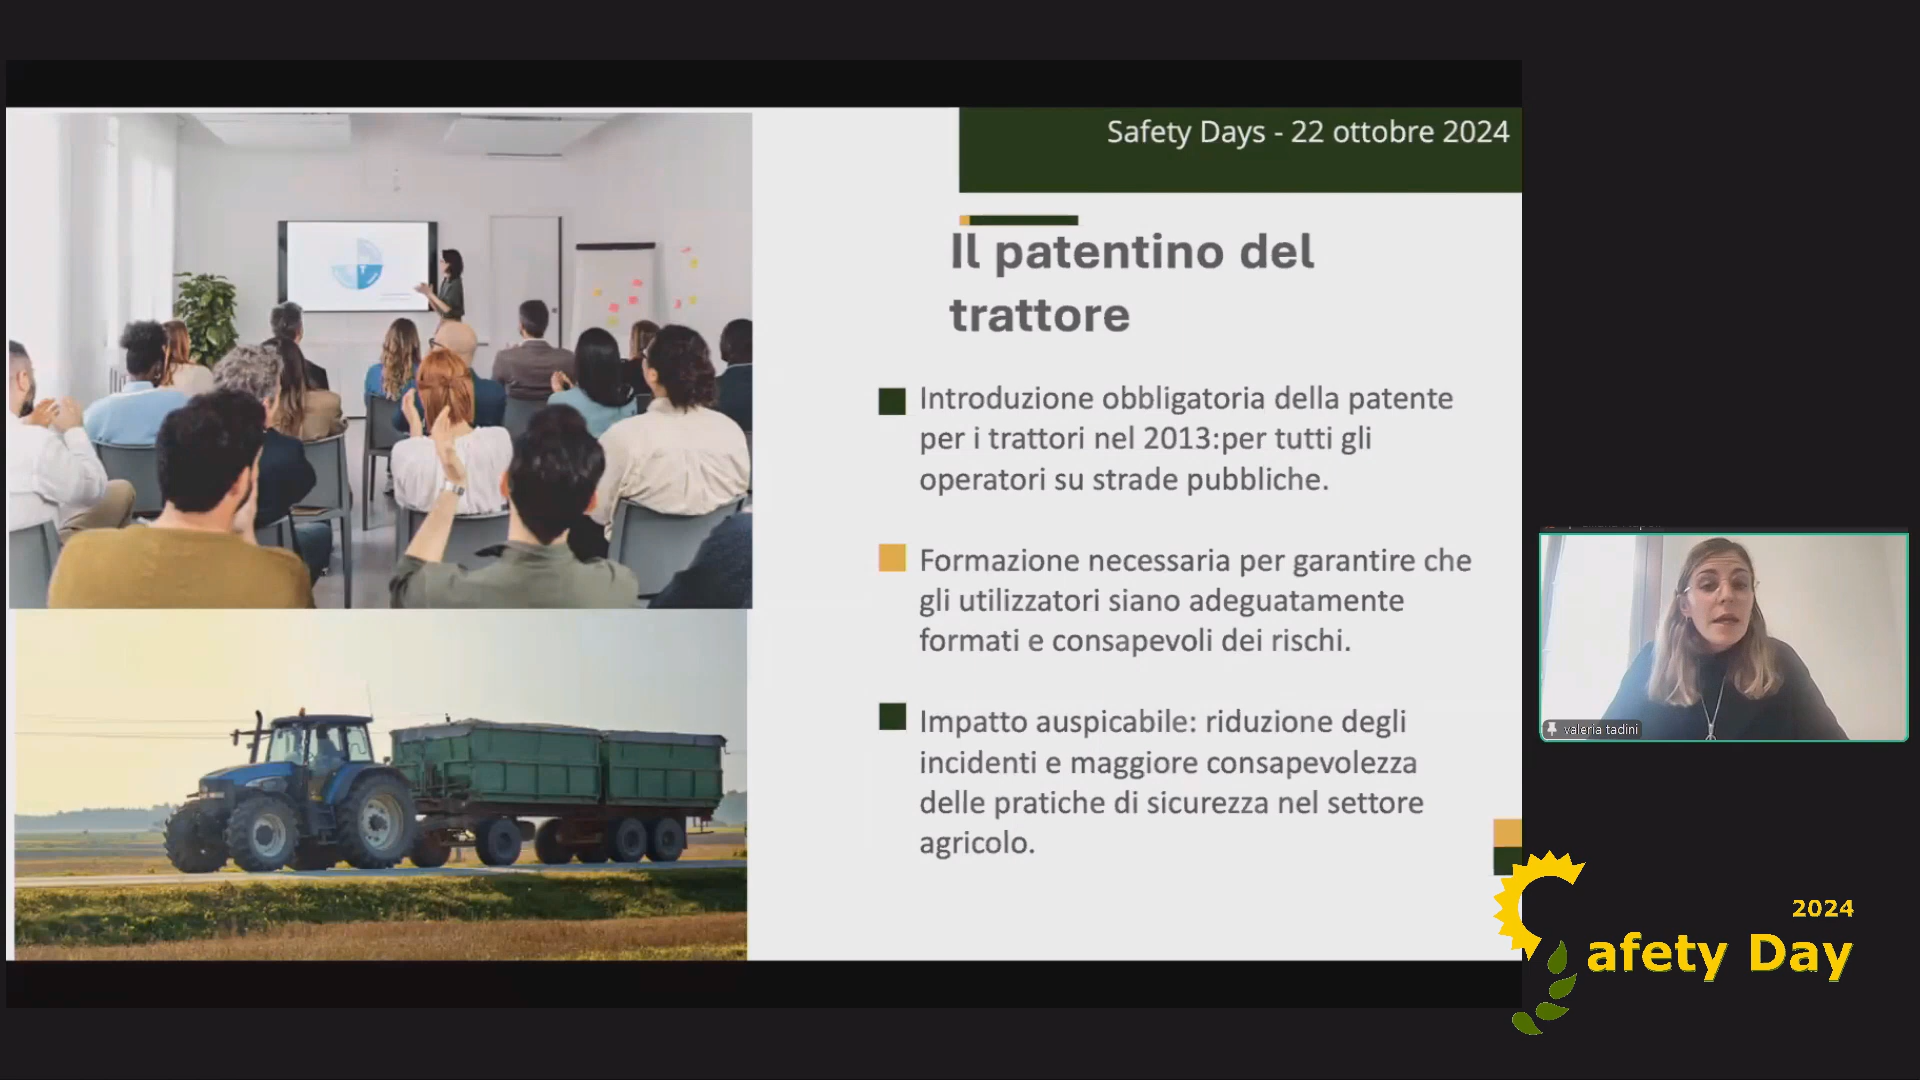 Safety Days - 22 ottobre 2024
Il patentino del
trattore
Introduzione obbligatoria della patente
per i trattori nel 2013:per tutti gli
operatori su strade pubbliche.
Formazione necessaria per garantire che
gli utilizzatori siano adeguatamente
formati e consapevoli dei rischi.
Impatto auspicabile: riduzione degli
incidenti e maggiore consapevolezza
delle pratiche di sicurezza nel settore
agricolo.
valeria tadini
2024
afety Day